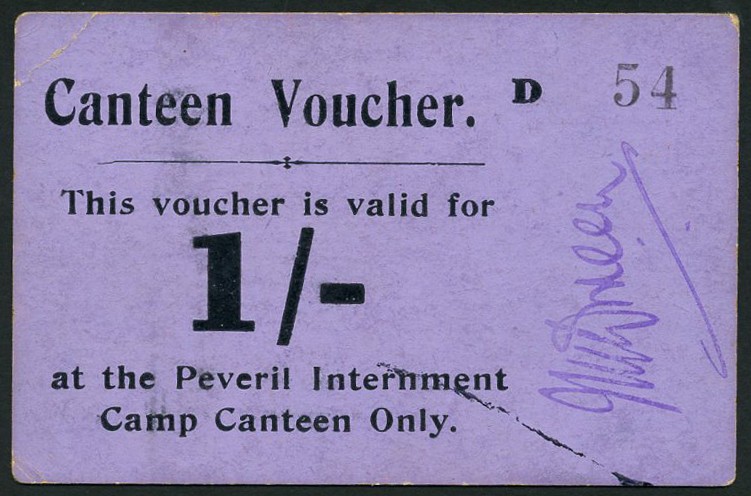 Canteen Voucher. D 54
This voucher is valid for
1/-
at the Peveril Internment
Camp Canteen Only.